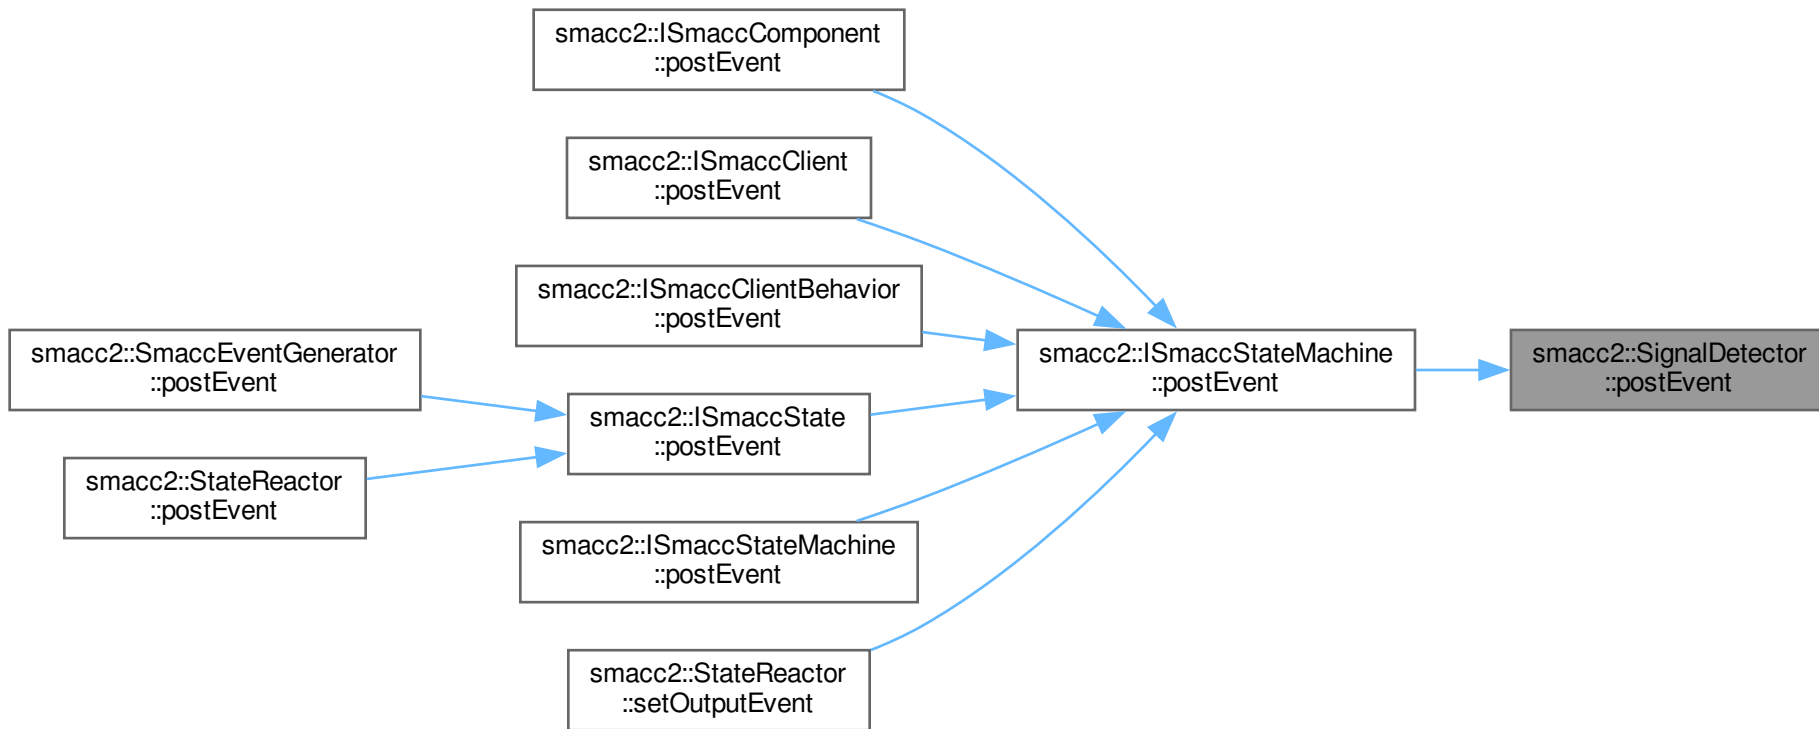 smacc2::ISmaccComponent
::postEvent
smacc2::ISmaccClient
::postEvent
smacc2::ISmaccClientBehavior
::postEvent
smacc2::SmaccEventGenerator
::postEvent
smacc2::ISmaccStateMachine
::postEvent
smacc2::SignalDetector
::postEvent
smacc2::ISmaccState
::postEvent
smacc2::StateReactor
::postEvent
smacc2::ISmaccStateMachine
::postEvent
smacc2::StateReactor
::setOutputEvent